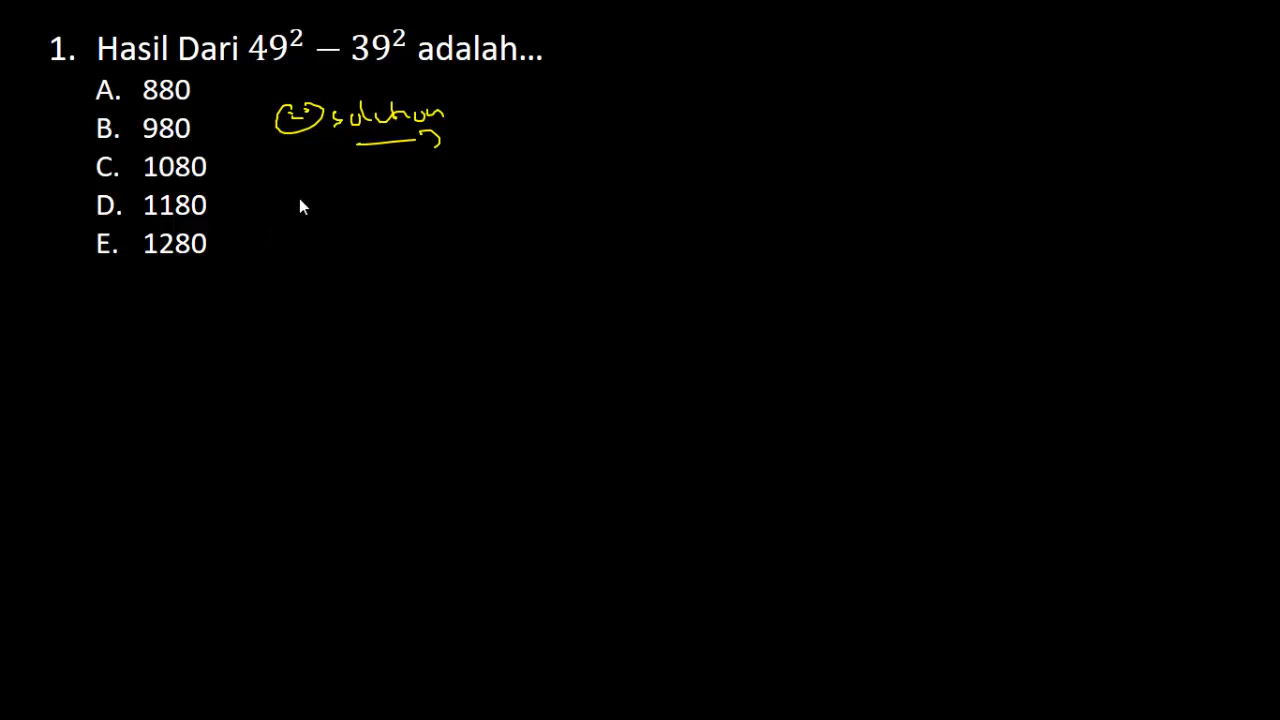 1. Hasil Dari 49² − 39² adalah...
A. 880
B. 980
solution
C. 1080
D. 1180
E. 1280